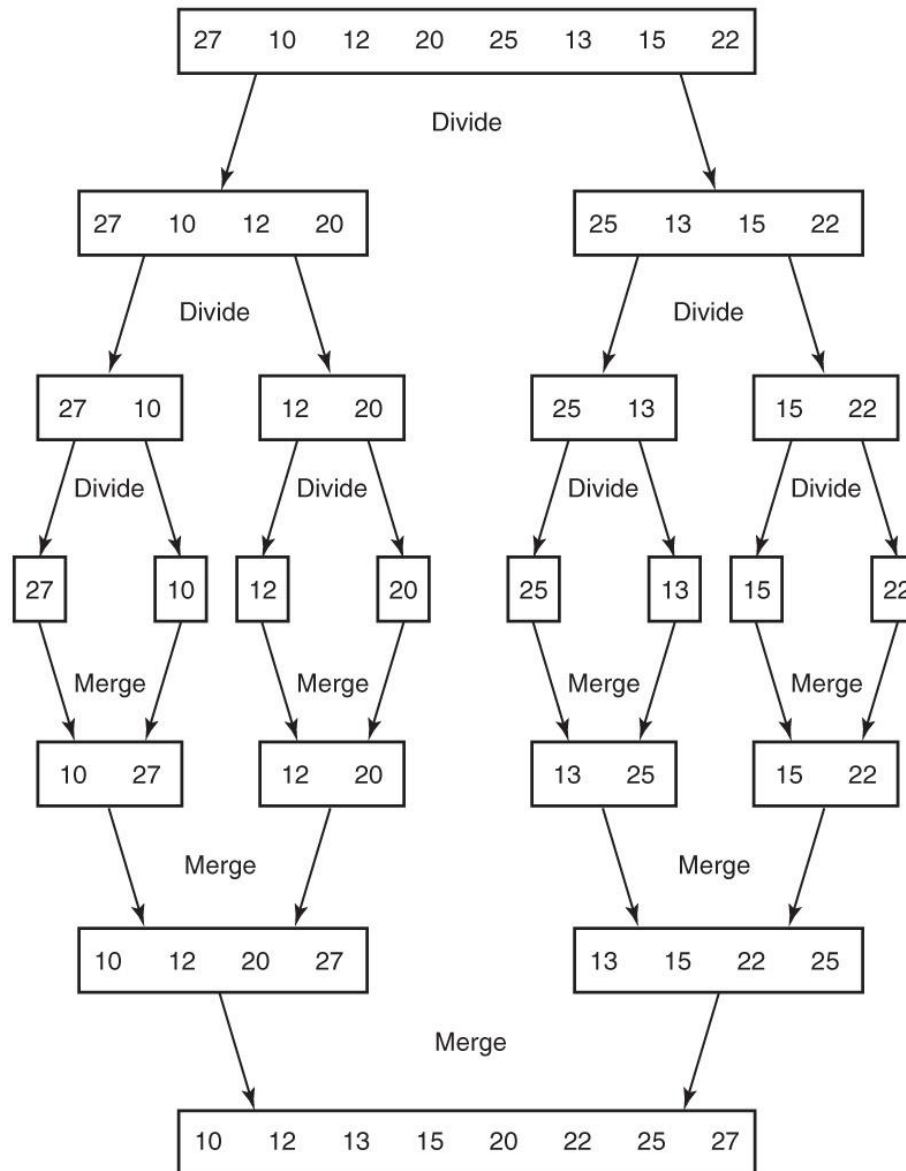 27 10 12 20 25 13 15 22
Divide
27 10 12 20 25 13 15 22
Divide Divide
27 10 12 20 25 13 15 22
Divide Divide Divide Divide
27 10 12 20 25 13 15 22
Merge Merge Merge Merge
10 27 12 20 13 25 15 22
Merge Merge
10 12 20 27 13 15 22 25
Merge
10 12 13 15 20 22 25 27